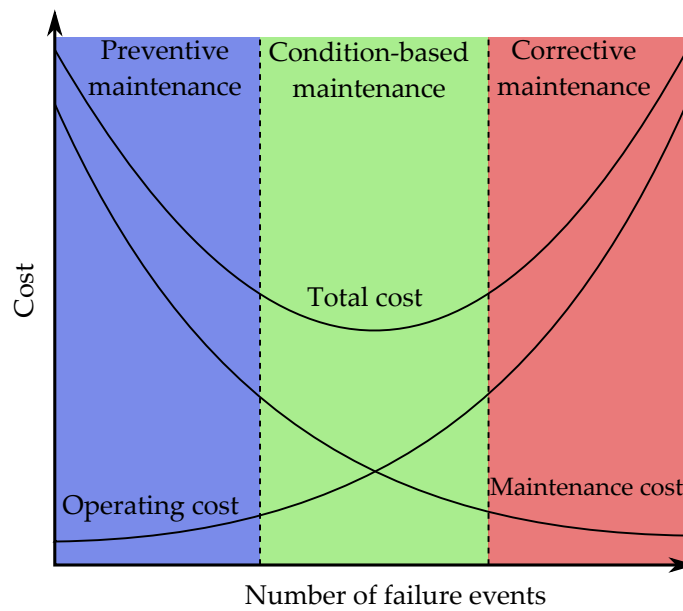 Preventive
maintenance
Condition-based
maintenance
Corrective
maintenance
Cost
Total cost
Operating cost
Maintenance cost
Number of failure events